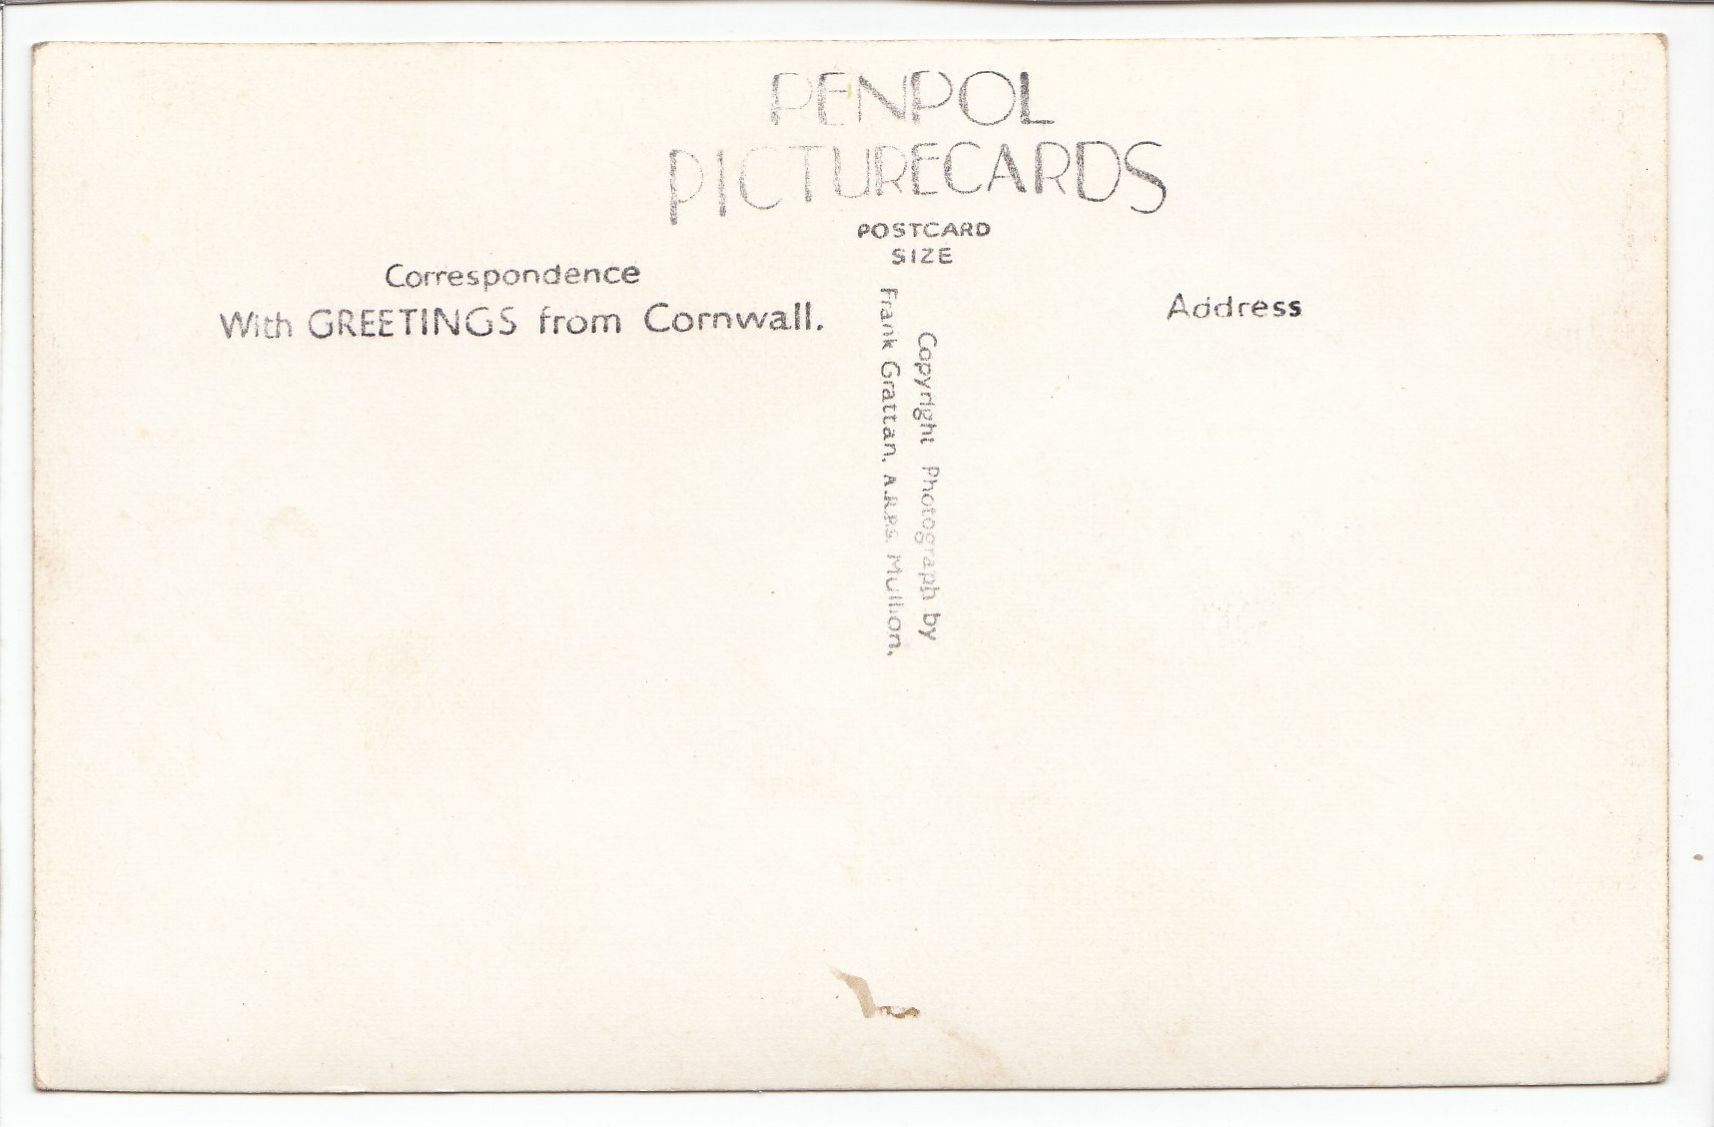 PENPOL
PICTURECARDS
POSTCARD
SIZE
Correspondence
With GREETINGS from Cornwall.
Address
Copyright Photograph by
Frank Grattan, A.R.P.S. Mullion.